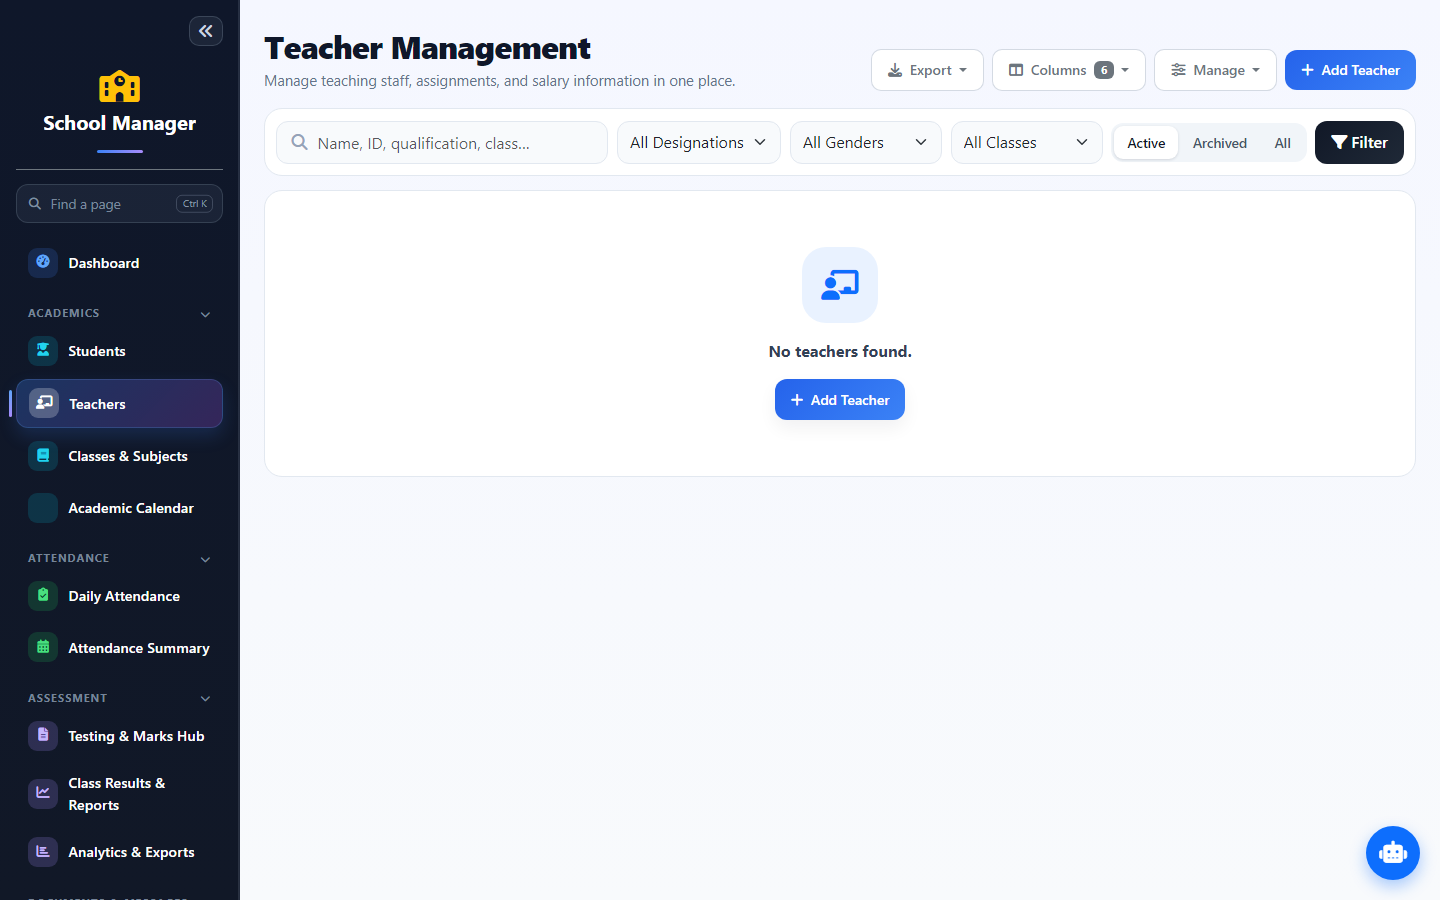 School Manager
Find a page
Ctrl K
Dashboard
ACADEMICS
Students
Teachers
Classes & Subjects
Academic Calendar
ATTENDANCE
Daily Attendance
Attendance Summary
ASSESSMENT
Testing & Marks Hub
Class Results &
Reports
Analytics & Exports
Teacher Management
Manage teaching staff, assignments, and salary information in one place.
Export
Columns 6
Manage
+ Add Teacher
Name, ID, qualification, class...
All Designations
All Genders
All Classes
Active
Archived
All
Filter
No teachers found.
+ Add Teacher